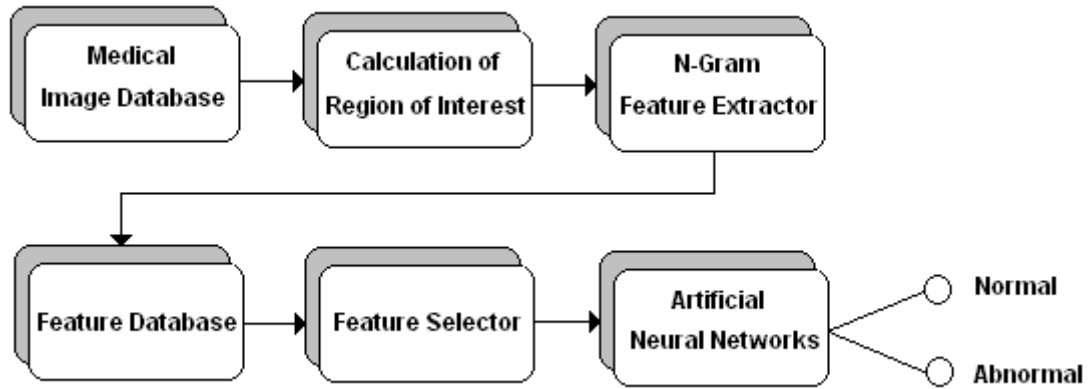 Medical
Image Database
Calculation of
Region of Interest
N-Gram
Feature Extractor
Feature Database
Feature Selector
Artificial
Neural Networks
Normal
Abnormal